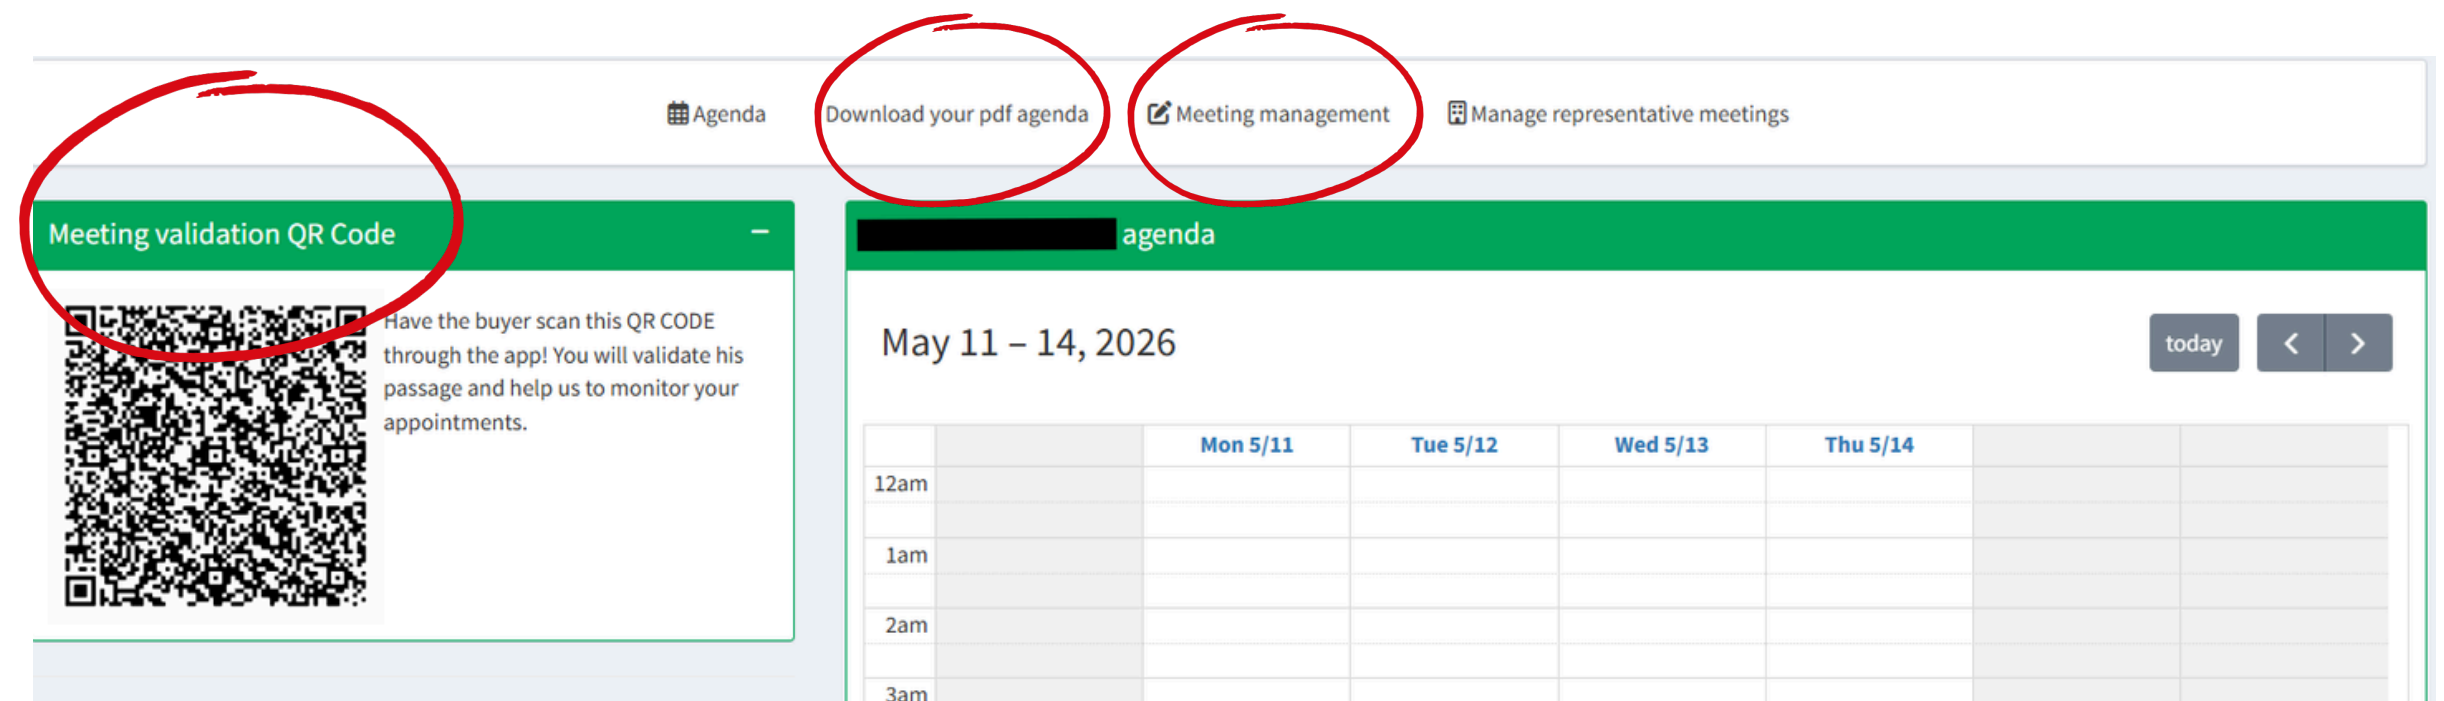 Agenda
Download your pdf agenda
Meeting management
Manage representative meetings
Meeting validation QR Code
Have the buyer scan this QR CODE
through the app! You will validate his
passage and help us to monitor your
appointments.
agenda
May 11 – 14, 2026
today
Mon 5/11
Tue 5/12
Wed 5/13
Thu 5/14
12am
1am
2am
3am